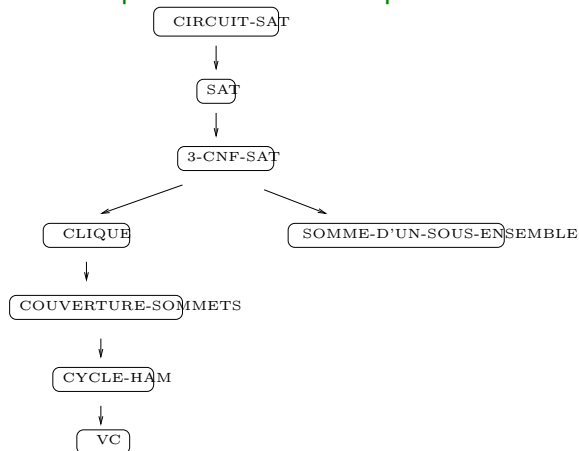 CIRCUIT-SAT
SAT
3-CNF-SAT
CLIQUE
SOMME-D'UN-SOUS-ENSEMBLE
COUVERTURE-SOMMETS
CYCLE-HAM
VC